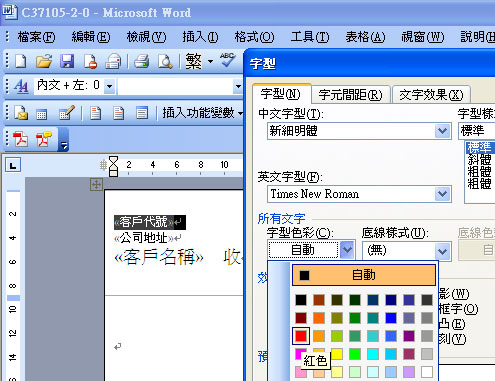 C37105-2-0 - Microsoft Word
檔案(F) 編輯(E) 檢視(V) 插入(I) 格式(O) 工具(T) 表格(A) 視窗(W) 說明(H
繁 ABC
內文 + 左: 0
插入功能變數
2 4 6 8 10
2
4
6
8
10
12
14
16
«客戶代號»
«公司地址»
«客戶名稱» 收
字型
字型(N) 字元間距(R) 文字效果(X)
中文字型(T): 字型樣
新細明體 標準
標準
斜體
粗體
粗體
英文字型(F):
Times New Roman
所有文字
字型色彩(C): 底線樣式(U): 底線色
自動 (無) 自
自動
效
影(W)
框字(O)
凸(E)
刻(V)
預
紅色